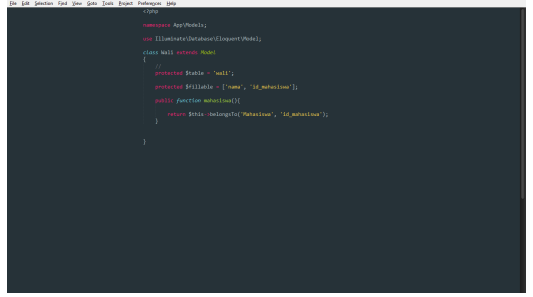 File Edit Selection Find View Goto Tools Project Preferences Help
<?php
namespace App\Models;
use Illuminate\Database\Eloquent\Model;
class Wali extends Model
{
//
protected $table = 'wali';
protected $fillable = ['nama', 'id_mahasiswa'];
public function mahasiswa(){
return $this->belongsTo('Mahasiswa', 'id_mahasiswa');
}
}